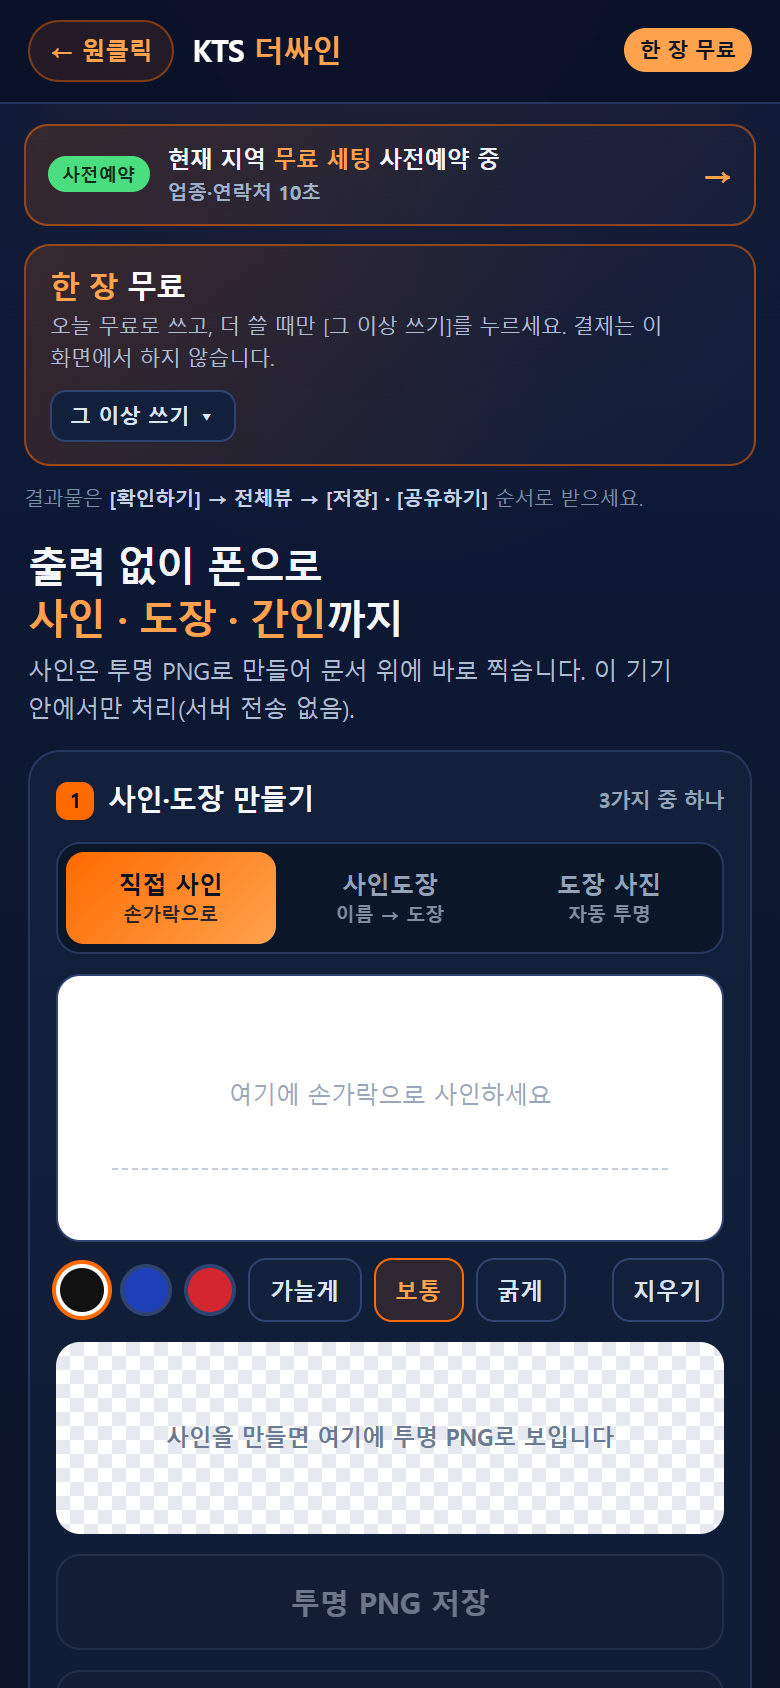 ← 원클릭
KTS 더싸인
한 장 무료
사전예약
현재 지역 무료 세팅 사전예약 중
업종·연락처 10초
→
한 장 무료
오늘 무료로 쓰고, 더 쓸 때만 [그 이상 쓰기]를 누르세요. 결제는 이
화면에서 하지 않습니다.
그 이상 쓰기 ▼
결과물은 [확인하기] → 전체뷰 → [저장] · [공유하기] 순서로 받으세요.
출력 없이 폰으로
사인 · 도장 · 간인까지
사인은 투명 PNG로 만들어 문서 위에 바로 찍습니다. 이 기기
안에서만 처리(서버 전송 없음).
1 사인·도장 만들기
3가지 중 하나
직접 사인
손가락으로
사인도장
이름 → 도장
도장 사진
자동 투명
여기에 손가락으로 사인하세요
가늘게
보통
굵게
지우기
사인을 만들면 여기에 투명 PNG로 보입니다
투명 PNG 저장